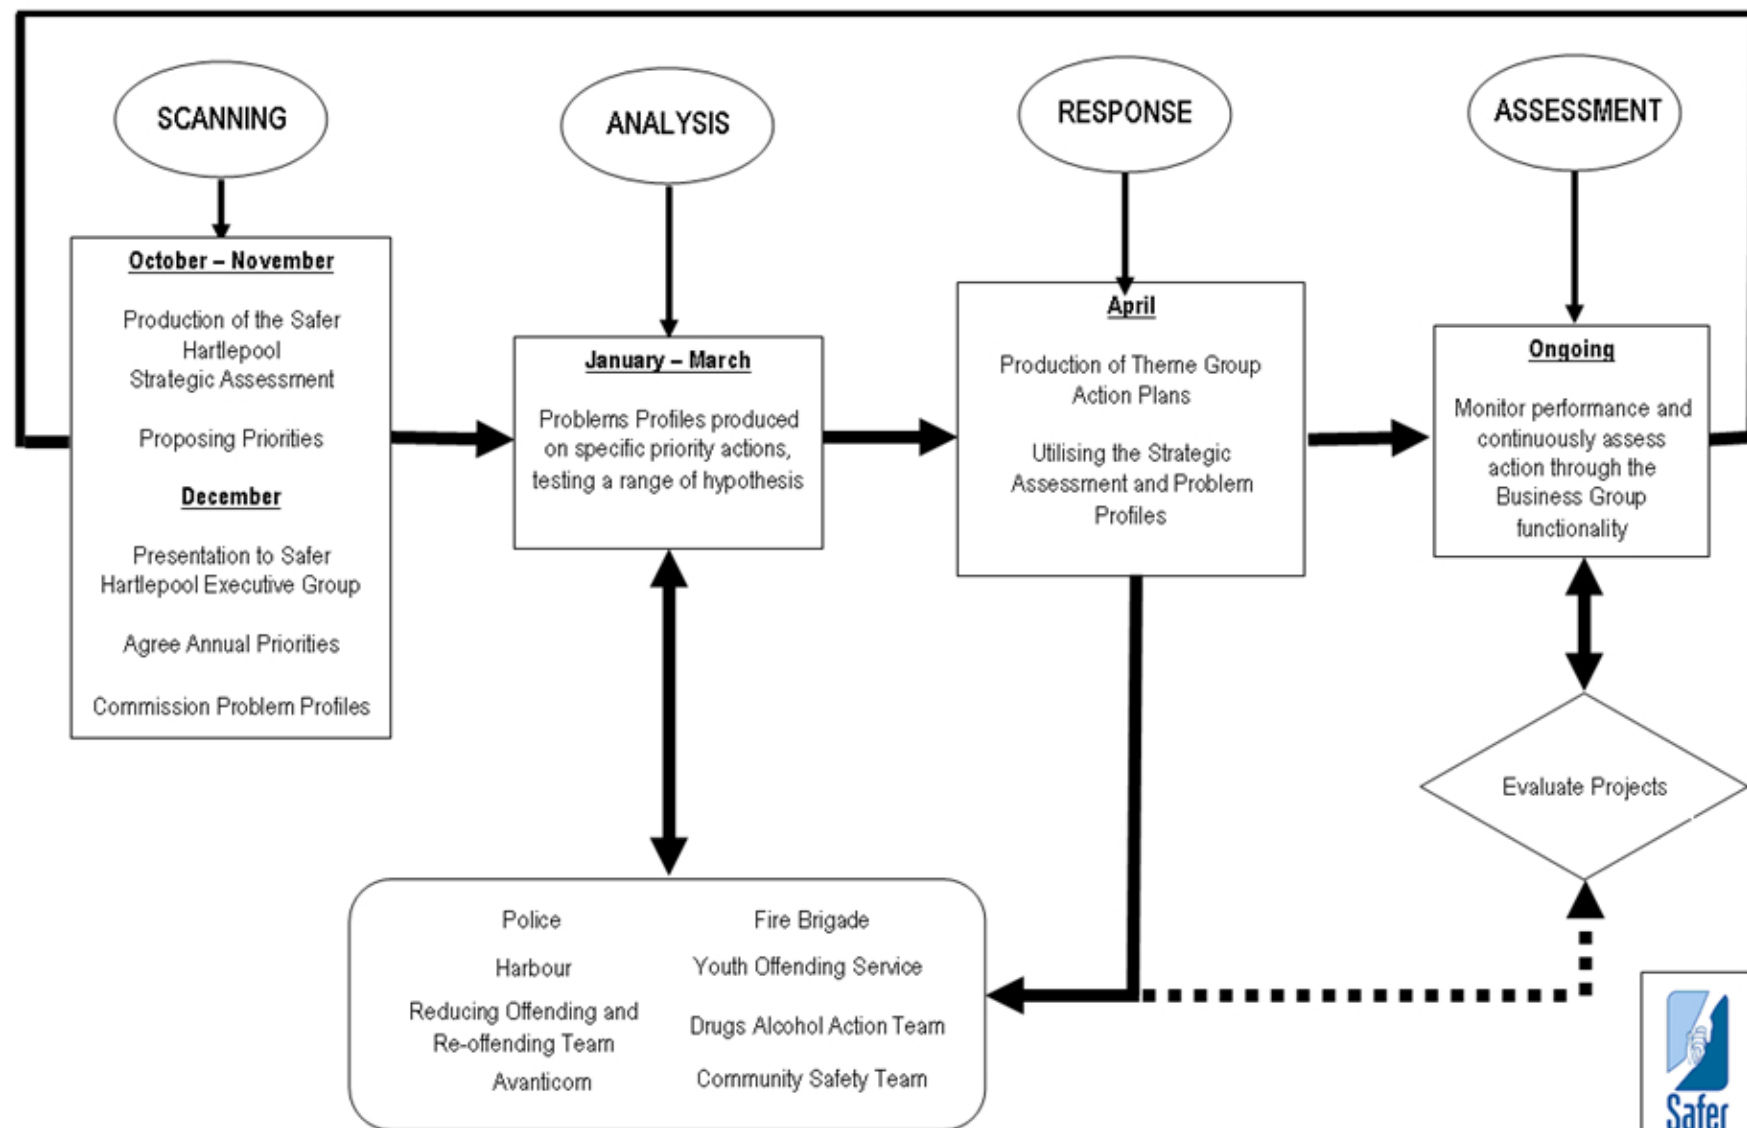 SCANNING
ANALYSIS
RESPONSE
ASSESSMENT
October – November
Production of the Safer
Hartlepool
Strategic Assessment
Proposing Priorities
December
Presentation to Safer
Hartlepool Executive Group
Agree Annual Priorities
Commission Problem Profiles
January – March
Problems Profiles produced
on specific priority actions,
testing a range of hypothesis
April
Production of Theme Group
Action Plans
Utilising the Strategic
Assessment and Problem
Profiles
Ongoing
Monitor performance and
continuously assess
action through the
Business Group
functionality
Evaluate Projects
Police
Harbour
Reducing Offending and
Re-offending Team
Avanticom
Fire Brigade
Youth Offending Service
Drugs Alcohol Action Team
Community Safety Team
Safer